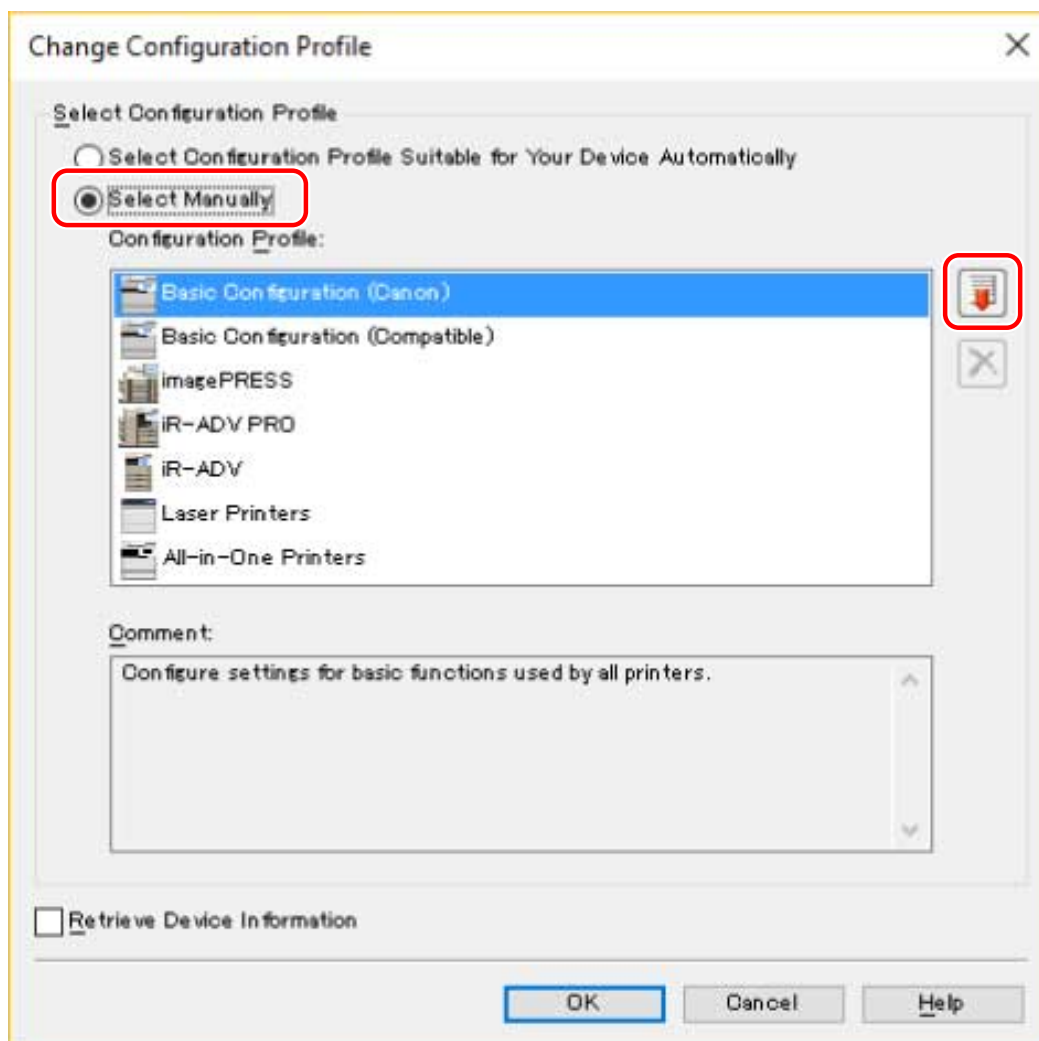 Change Configuration Profile
Select Configuration Profile
Select Configuration Profile Suitable for Your Device Automatically
Select Manually
Configuration Profile:
Basic Configuration (Canon)
Basic Configuration (Compatible)
imagePRESS
iR-ADV PRO
iR-ADV
Laser Printers
All-in-One Printers
Comment:
Configure settings for basic functions used by all printers.
Retrieve Device Information
OK Cancel Help